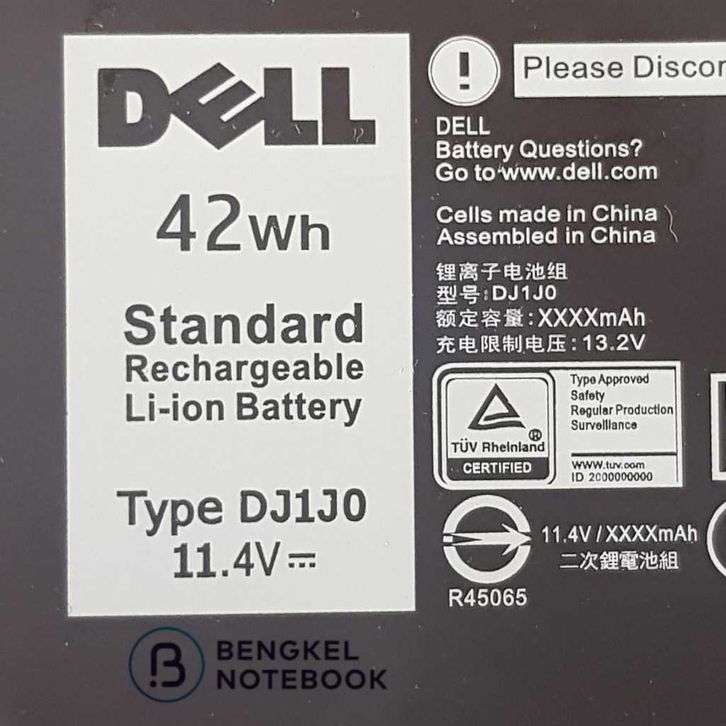 DELL
42Wh
Standard
Rechargeable
Li-ion Battery
Type DJ1J0
11.4V
! Please Discon
DELL
Battery Questions?
Go to www.dell.com
Cells made in China
Assembled in China
锂离子电池组
型号:DJ1J0
额定容量:XXXXmAh
充电限制电压:13.2V
TÜV Rheinland ®
CERTIFIED
Type Approved
Safety
Regular Production
Surveillance
www.tuv.com
ID 2000000000
11.4V / XXXXmAh
二次鋰電池組
R45065
BENGKEL
NOTEBOOK